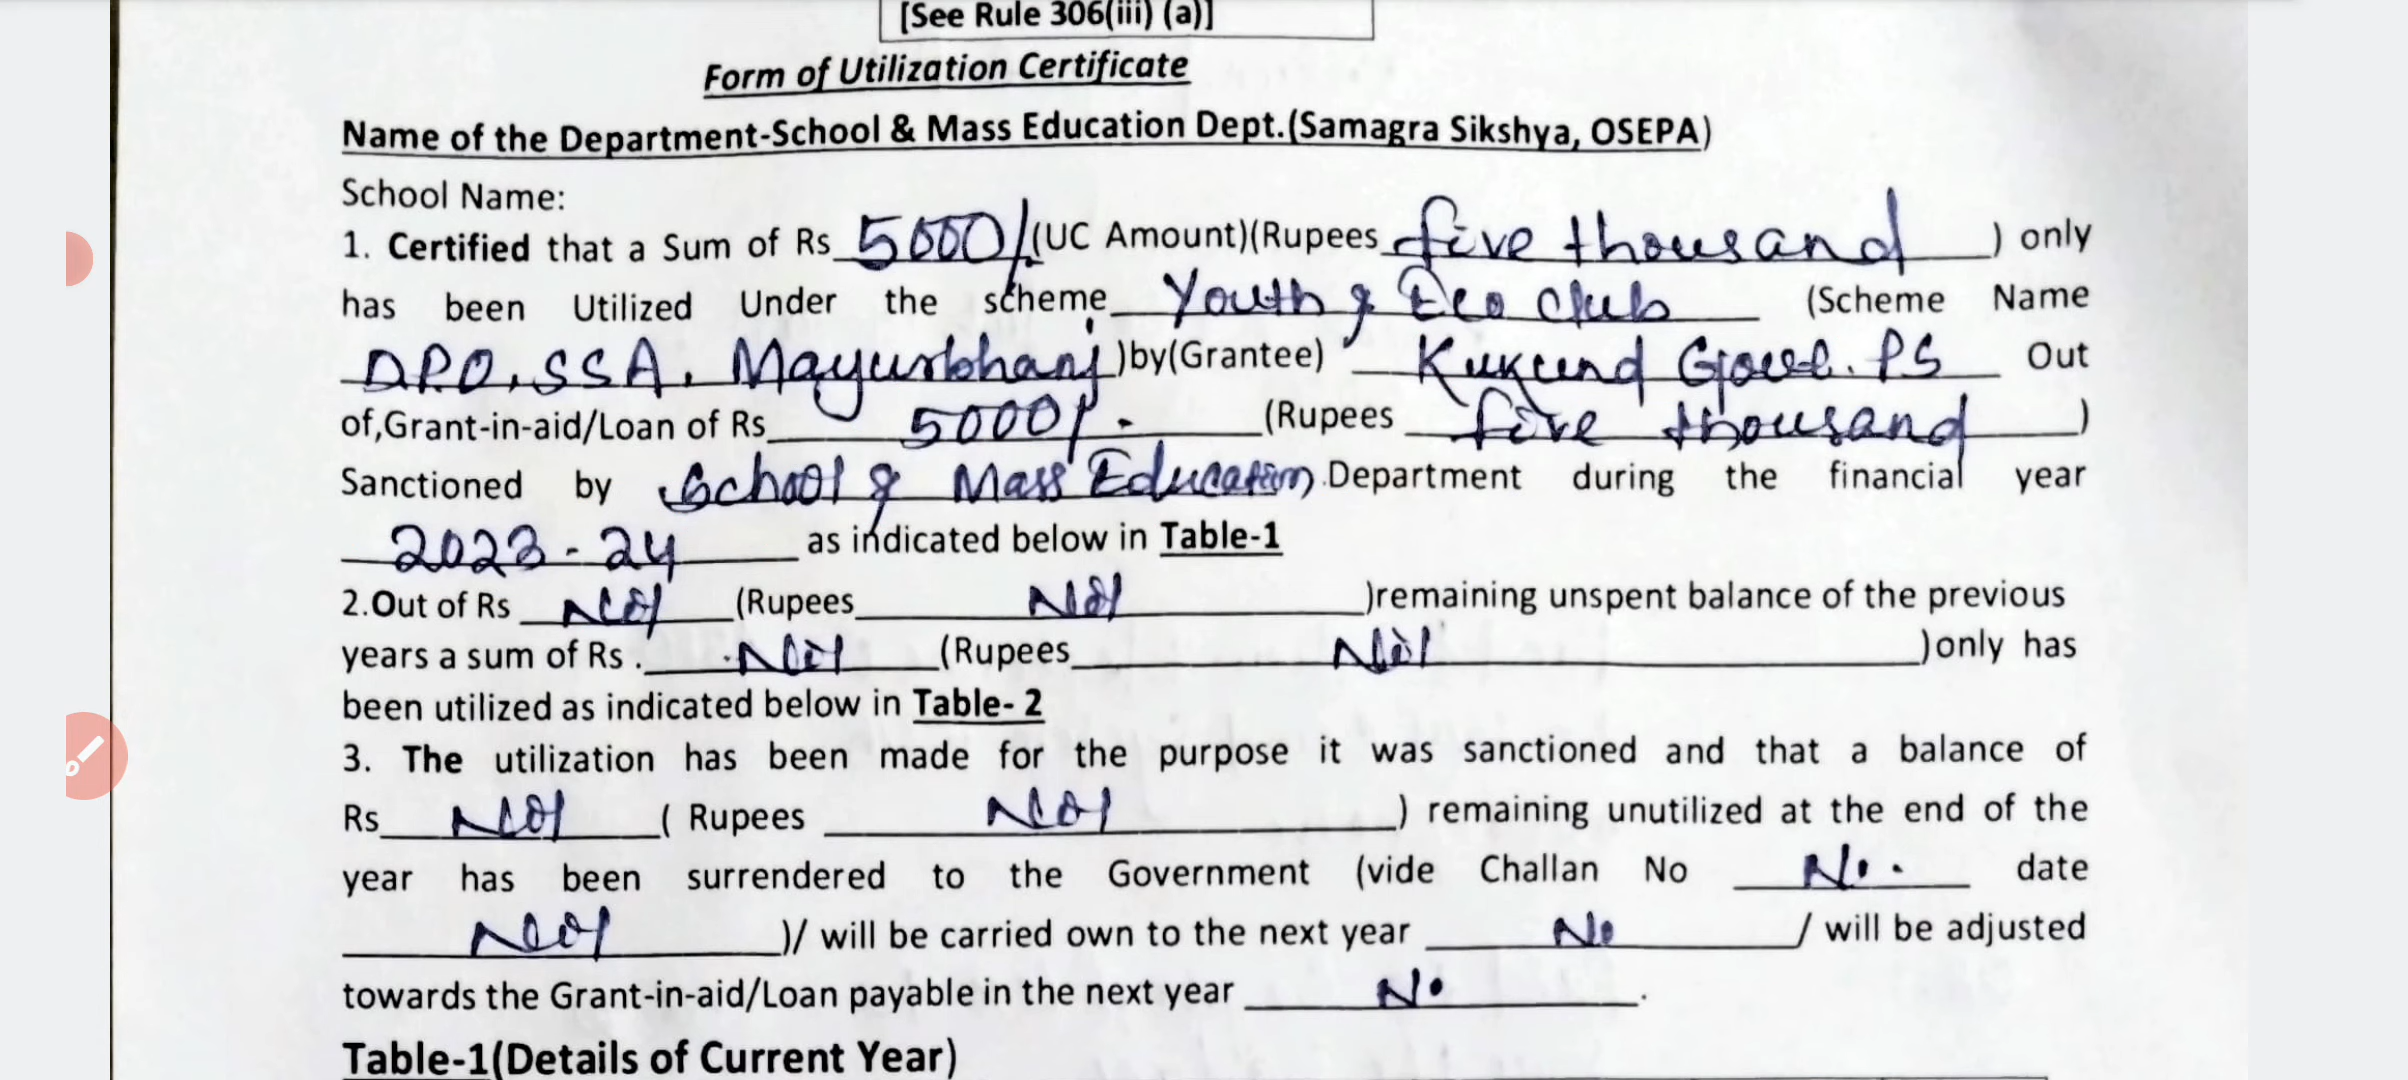 [See Rule 306(iii) (a)]
Form of Utilization Certificate
Name of the Department-School & Mass Education Dept.(Samagra Sikshya, OSEPA)
School Name:
1. Certified that a Sum of Rs 5000/- (UC Amount)(Rupees five thousand ) only
has been Utilized Under the scheme Youth & Eco Club (Scheme Name
D.P.O, SSA, Mayurbhanj )by(Grantee) Kukund Govt. PS Out
of,Grant-in-aid/Loan of Rs 5000/- (Rupees five thousand )
Sanctioned by School & Mass Education Department during the financial year
2023-24 as indicated below in Table-1
2.Out of Rs Nil (Rupees Nil )remaining unspent balance of the previous
years a sum of Rs . Nil (Rupees Nil )only has
been utilized as indicated below in Table- 2
3. The utilization has been made for the purpose it was sanctioned and that a balance of
Rs Nil ( Rupees Nil ) remaining unutilized at the end of the
year has been surrendered to the Government (vide Challan No No. date
Nil )/ will be carried own to the next year No / will be adjusted
towards the Grant-in-aid/Loan payable in the next year No .
Table-1(Details of Current Year)